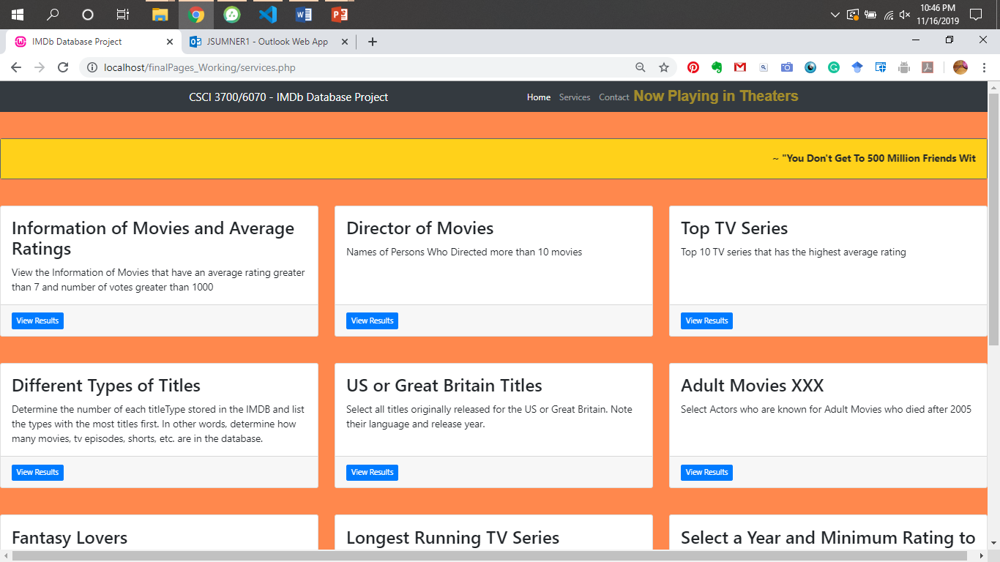 10:46 PM
11/16/2019
IMDb Database Project
JSUMNER1 - Outlook Web App
localhost/finalPages_Working/services.php
CSCI 3700/6070 - IMDb Database Project
Home Services Contact Now Playing in Theaters
~ "You Don't Get To 500 Million Friends Wit
Information of Movies and Average
Ratings
View the Information of Movies that have an average rating greater
than 7 and number of votes greater than 1000
View Results
Director of Movies
Names of Persons Who Directed more than 10 movies
View Results
Top TV Series
Top 10 TV series that has the highest average rating
View Results
Different Types of Titles
Determine the number of each titleType stored in the IMDB and list
the types with the most titles first. In other words, determine how
many movies, tv episodes, shorts, etc. are in the database.
View Results
US or Great Britain Titles
Select all titles originally released for the US or Great Britain. Note
their language and release year.
View Results
Adult Movies XXX
Select Actors who are known for Adult Movies who died after 2005
View Results
Fantasy Lovers
Longest Running TV Series
Select a Year and Minimum Rating to